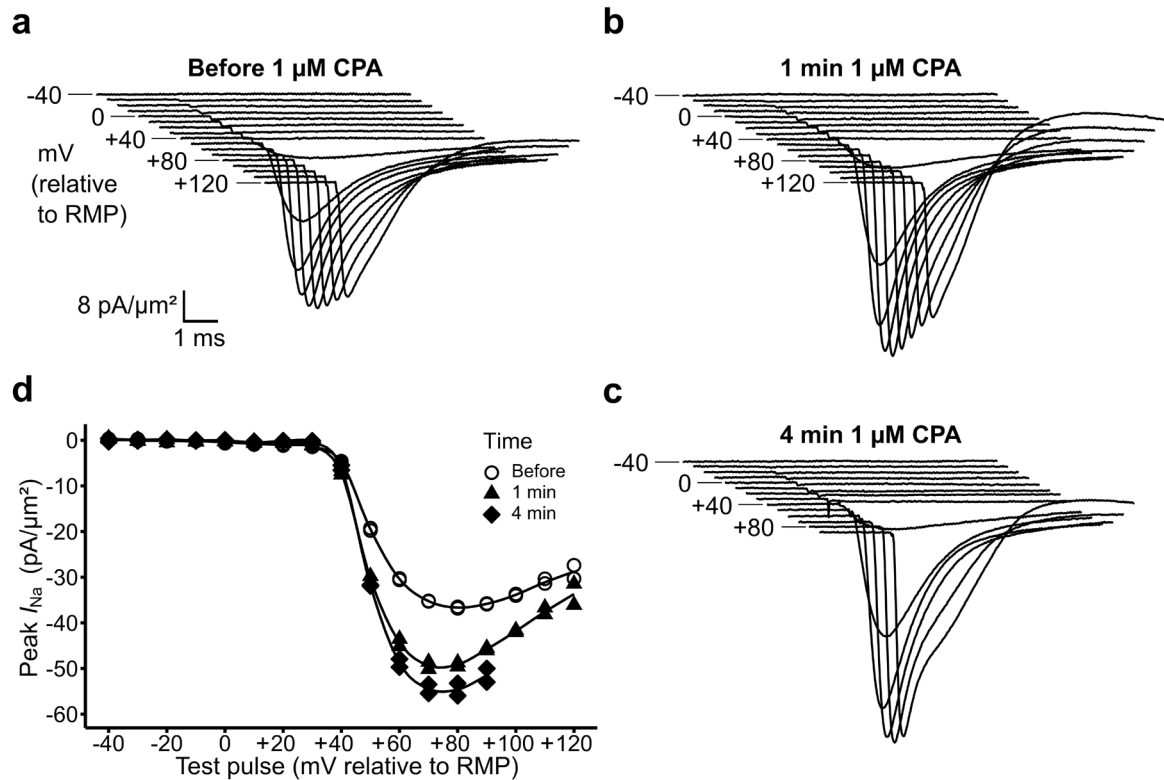 a
Before 1 µM CPA
-40
0
+40
+80
+120
mV
(relative
to RMP)
8 pA/µm²
1 ms
b
1 min 1 µM CPA
-40
0
+40
+80
+120
c
4 min 1 µM CPA
-40
0
+40
+80
d
Time
Before
1 min
4 min
0
-10
-20
-30
-40
-50
-60
Peak INa (pA/µm²)
-40 -20 0 +20 +40 +60 +80 +100 +120
Test pulse (mV relative to RMP)